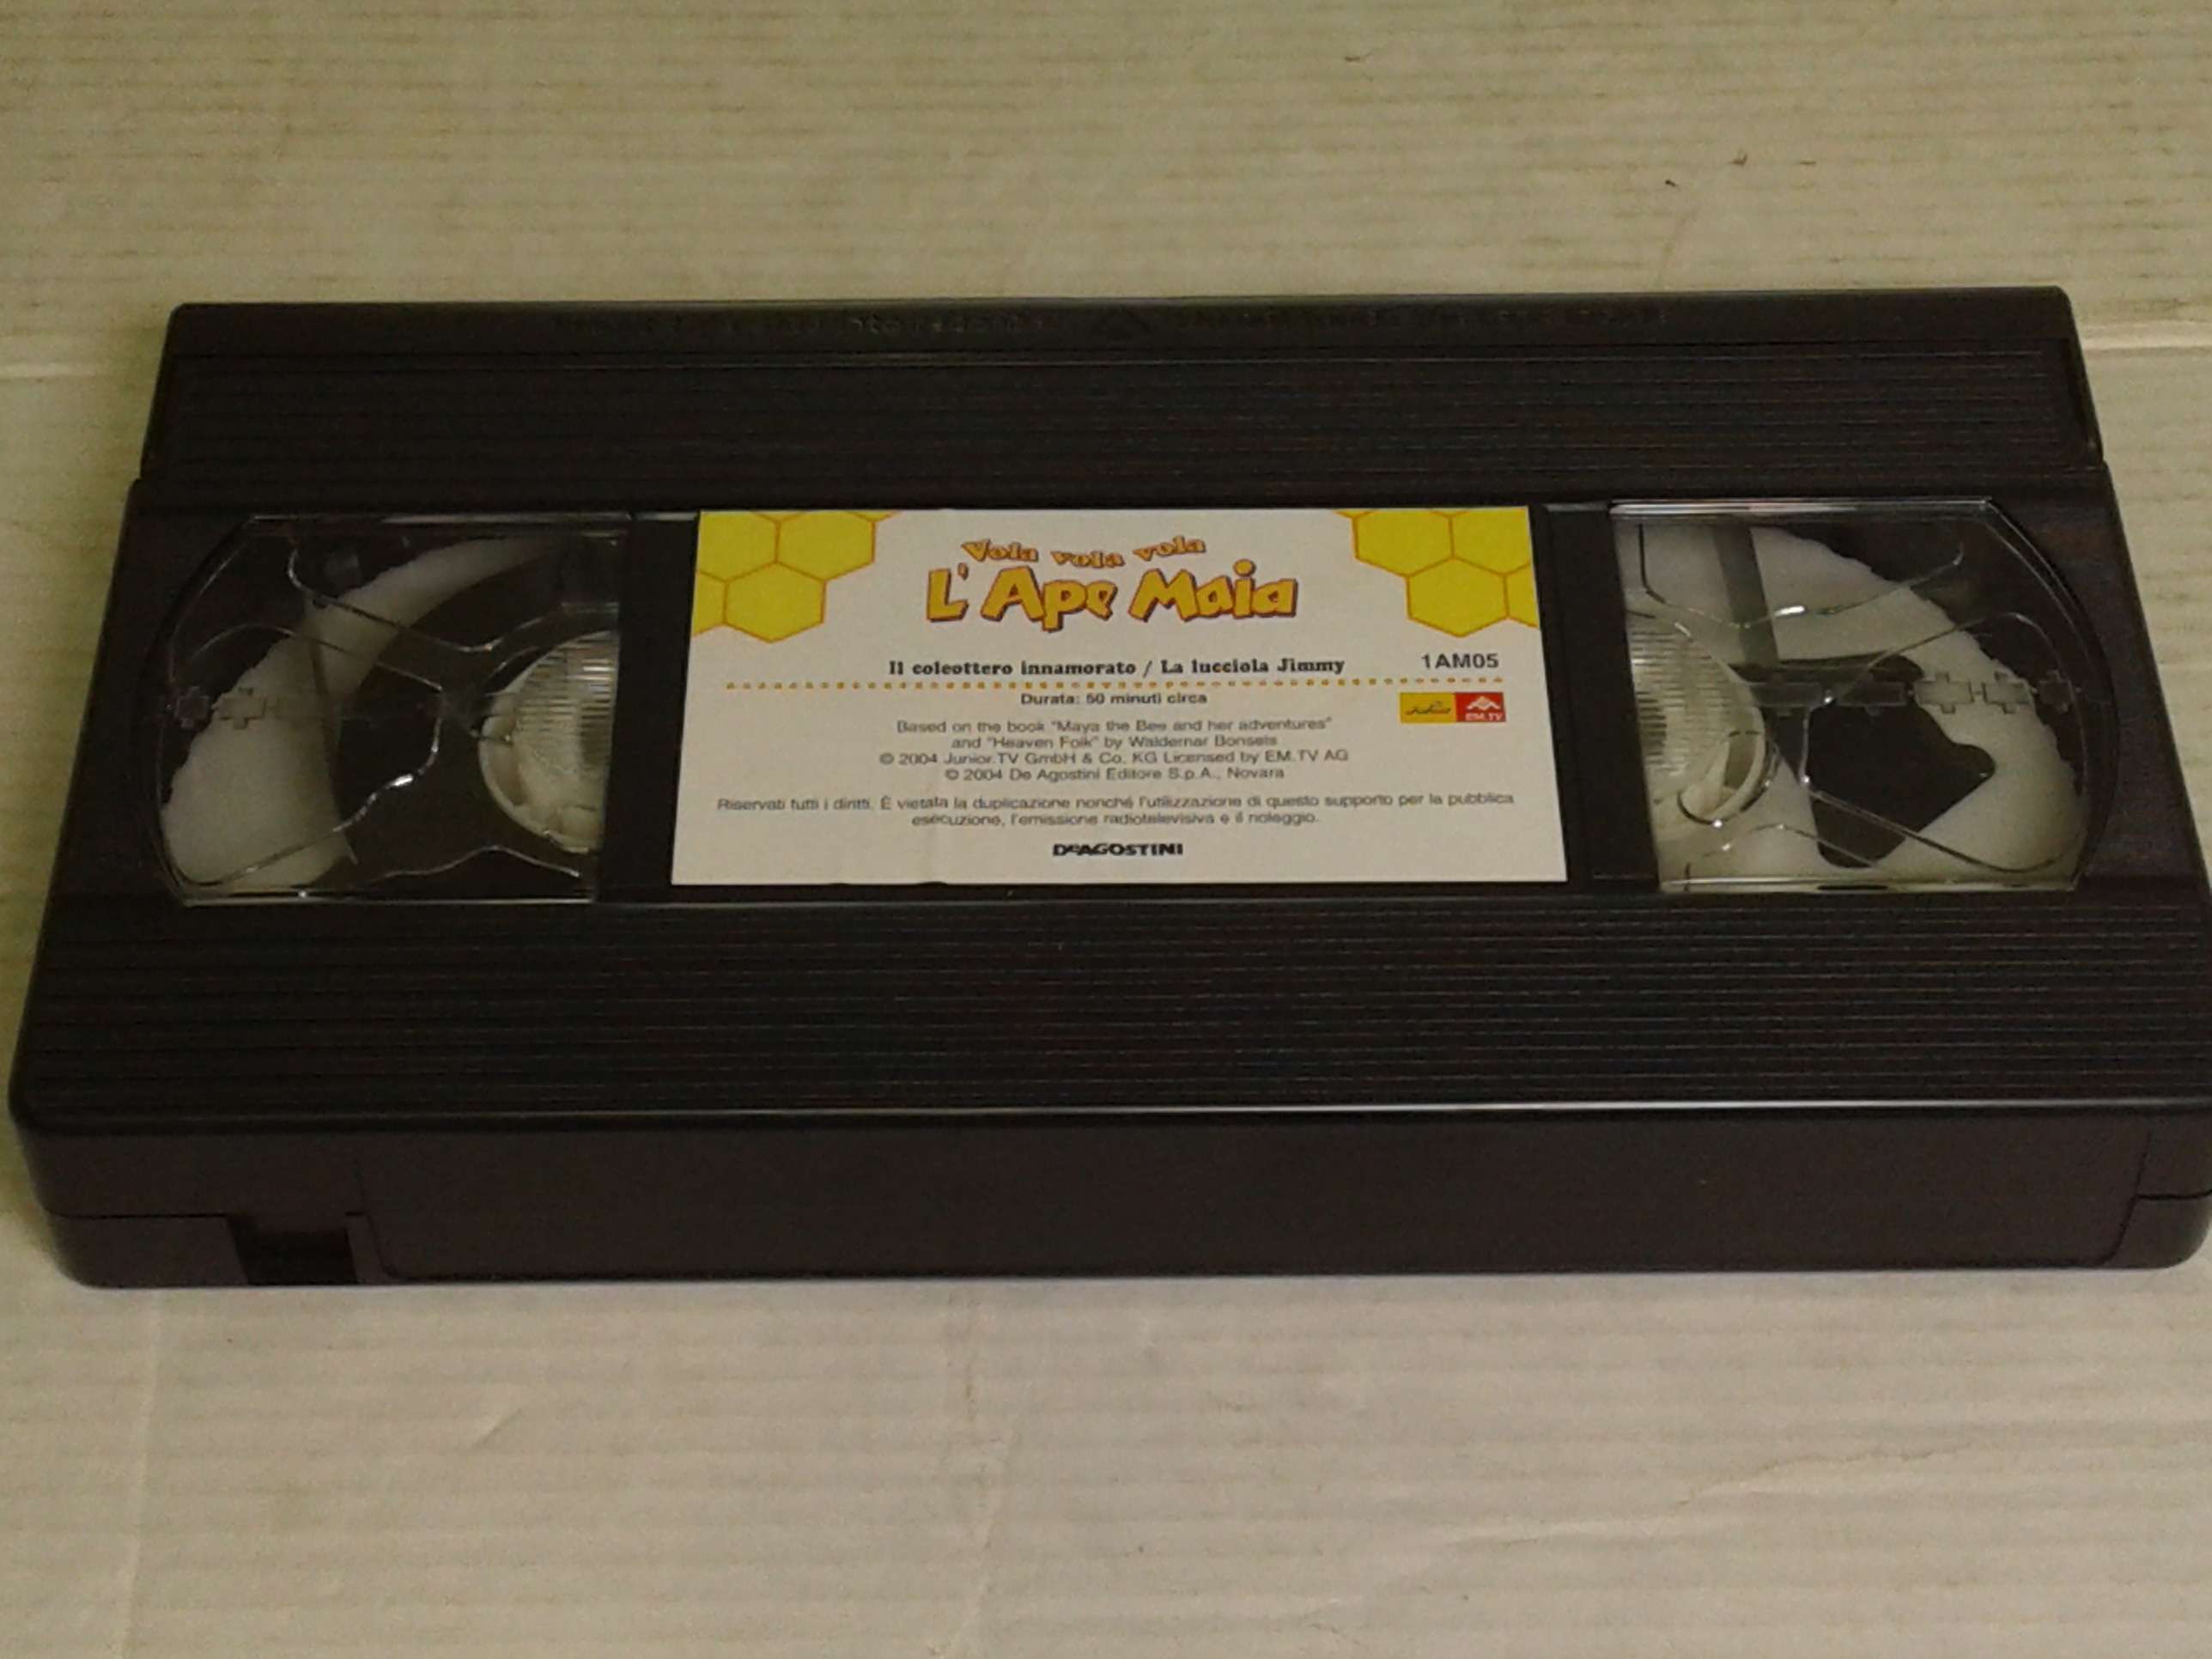 Vola vola vola
L'Ape Maia
Il coleottero innamorato / La lucciola Jimmy
1AM05
Durata: 50 minuti circa
Junior
EM.TV
Based on the book "Maya the Bee and her adventures"
and "Heaven Folk" by Waldemar Bonsels
© 2004 Junior.TV GmbH & Co. KG Licensed by EM.TV AG
© 2004 De Agostini Editore S.p.A., Novara
Riservati tutti i diritti. È vietata la duplicazione nonché l'utilizzazione di questo supporto per la pubblica
esecuzione, l'emissione radiotelevisiva e il noleggio.
DeAGOSTINI